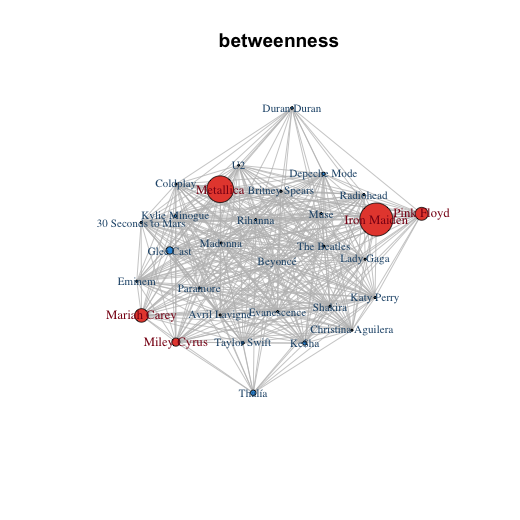 betweenness
Duran Duran
U2
Depeche Mode
Coldplay
Metallica
Britney Spears
Radiohead
Kylie Minogue
Muse
Pink Floyd
30 Seconds to Mars
Rihanna
Iron Maiden
Madonna
The Beatles
Glee Cast
Beyoncé
Lady Gaga
Eminem
Paramore
Katy Perry
Mariah Carey
Avril Lavigne
Evanescence
Shakira
Christina Aguilera
Miley Cyrus
Taylor Swift
Ke$ha
Thalía